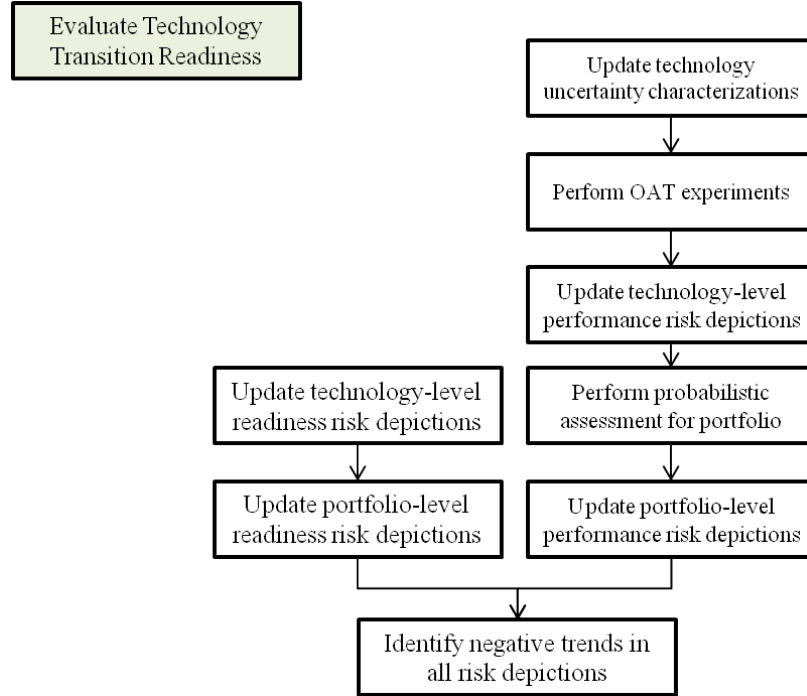 Evaluate Technology
Transition Readiness
Update technology
uncertainty characterizations
Perform OAT experiments
Update technology-level
performance risk depictions
Update technology-level
readiness risk depictions
Perform probabilistic
assessment for portfolio
Update portfolio-level
readiness risk depictions
Update portfolio-level
performance risk depictions
Identify negative trends in
all risk depictions